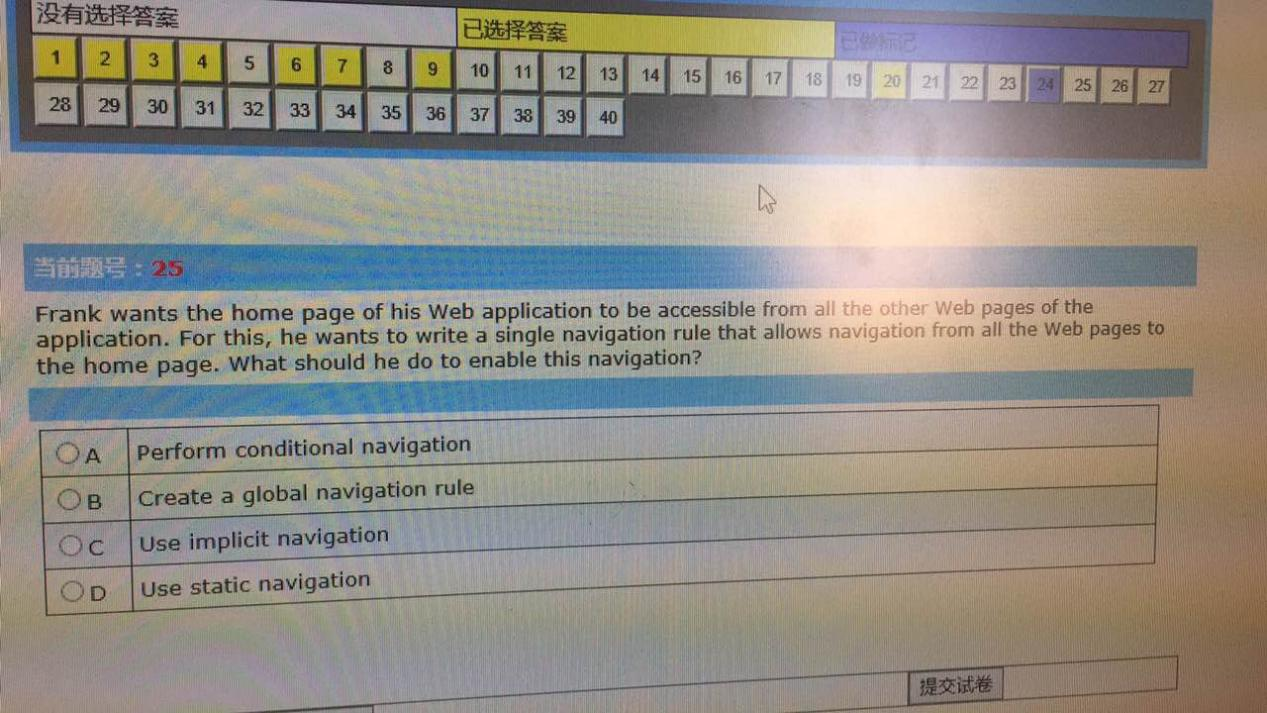 没有选择答案 已选择答案 已做标记
1 2 3 4 5 6 7 8 9 10 11 12 13 14 15 16 17 18 19 20 21 22 23 24 25 26 27
28 29 30 31 32 33 34 35 36 37 38 39 40
当前题号：25
Frank wants the home page of his Web application to be accessible from all the other Web pages of the
application. For this, he wants to write a single navigation rule that allows navigation from all the Web pages to
the home page. What should he do to enable this navigation?
A Perform conditional navigation
B Create a global navigation rule
C Use implicit navigation
D Use static navigation
提交试卷